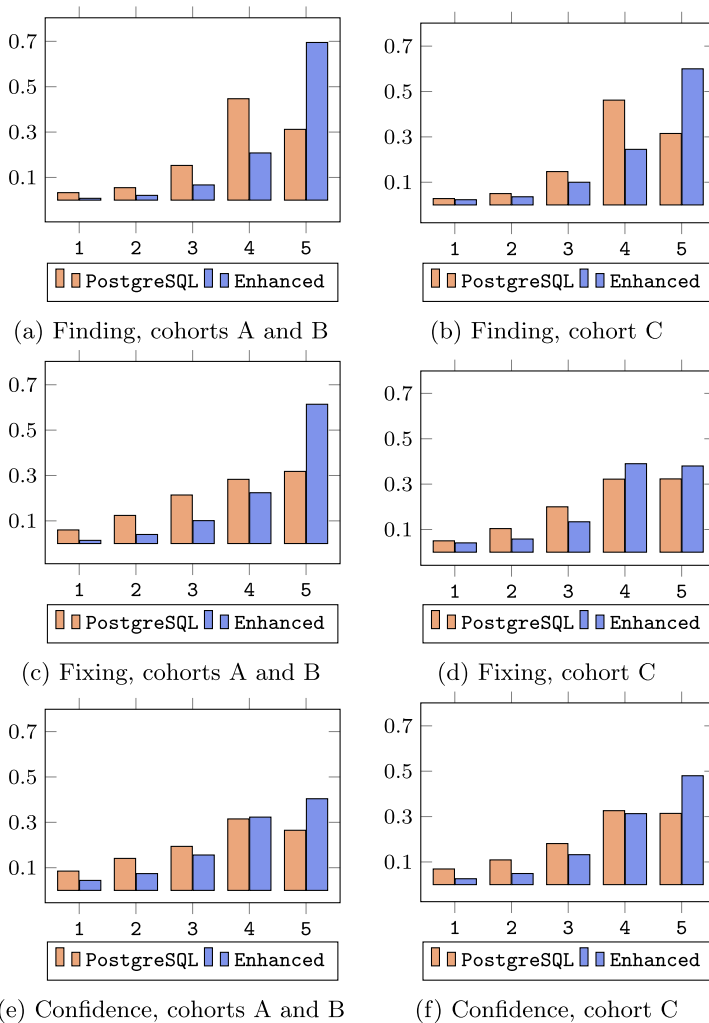 0.7
0.5
0.3
0.1
1 2 3 4 5
PostgreSQL Enhanced
(a) Finding, cohorts A and B
0.7
0.5
0.3
0.1
1 2 3 4 5
PostgreSQL Enhanced
(b) Finding, cohort C
0.7
0.5
0.3
0.1
1 2 3 4 5
PostgreSQL Enhanced
(c) Fixing, cohorts A and B
0.7
0.5
0.3
0.1
1 2 3 4 5
PostgreSQL Enhanced
(d) Fixing, cohort C
0.7
0.5
0.3
0.1
1 2 3 4 5
PostgreSQL Enhanced
(e) Confidence, cohorts A and B
0.7
0.5
0.3
0.1
1 2 3 4 5
PostgreSQL Enhanced
(f) Confidence, cohort C